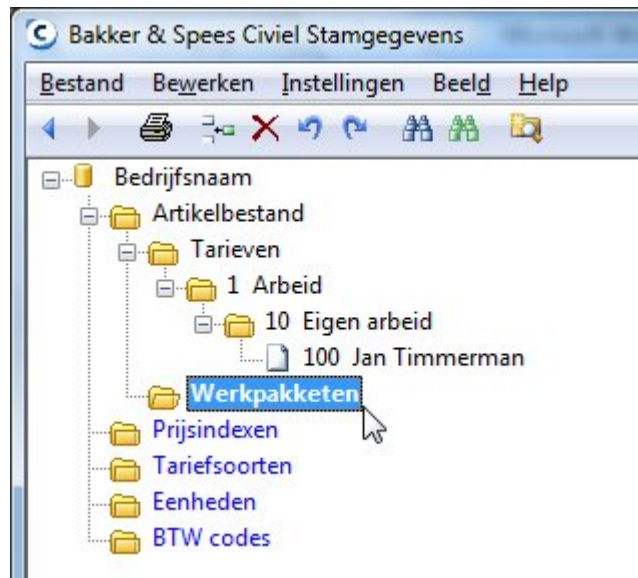 Bakker & Spees Civiel Stamgegevens
Bestand Bewerken Instellingen Beeld Help
Bedrijfsnaam
Artikelbestand
Tarieven
1 Arbeid
10 Eigen arbeid
100 Jan Timmerman
Werkpakketen
Prijsindexen
Tariefsoorten
Eenheden
BTW codes